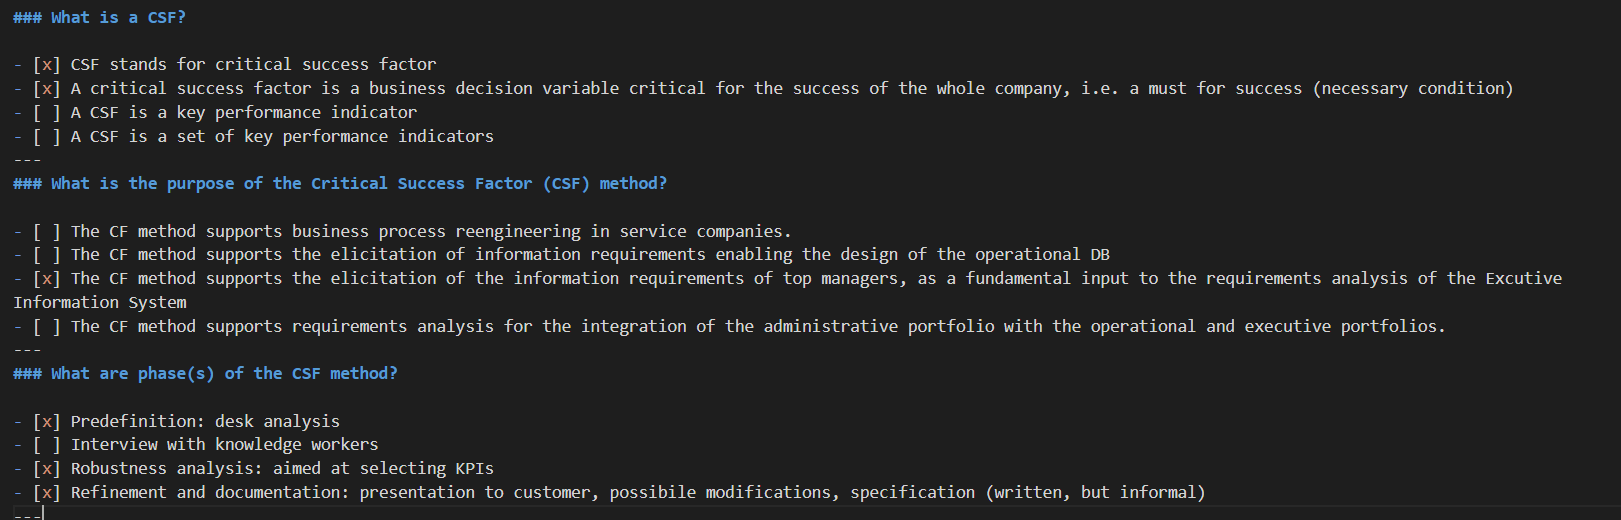 ### What is a CSF?
- [x] CSF stands for critical success factor
- [x] A critical success factor is a business decision variable critical for the success of the whole company, i.e. a must for success (necessary condition)
- [ ] A CSF is a key performance indicator
- [ ] A CSF is a set of key performance indicators
---
### What is the purpose of the Critical Success Factor (CSF) method?
- [ ] The CF method supports business process reengineering in service companies.
- [ ] The CF method supports the elicitation of information requirements enabling the design of the operational DB
- [x] The CF method supports the elicitation of the information requirements of top managers, as a fundamental input to the requirements analysis of the Excutive
Information System
- [ ] The CF method supports requirements analysis for the integration of the administrative portfolio with the operational and executive portfolios.
---
### What are phase(s) of the CSF method?
- [x] Predefinition: desk analysis
- [ ] Interview with knowledge workers
- [x] Robustness analysis: aimed at selecting KPIs
- [x] Refinement and documentation: presentation to customer, possibile modifications, specification (written, but informal)
---